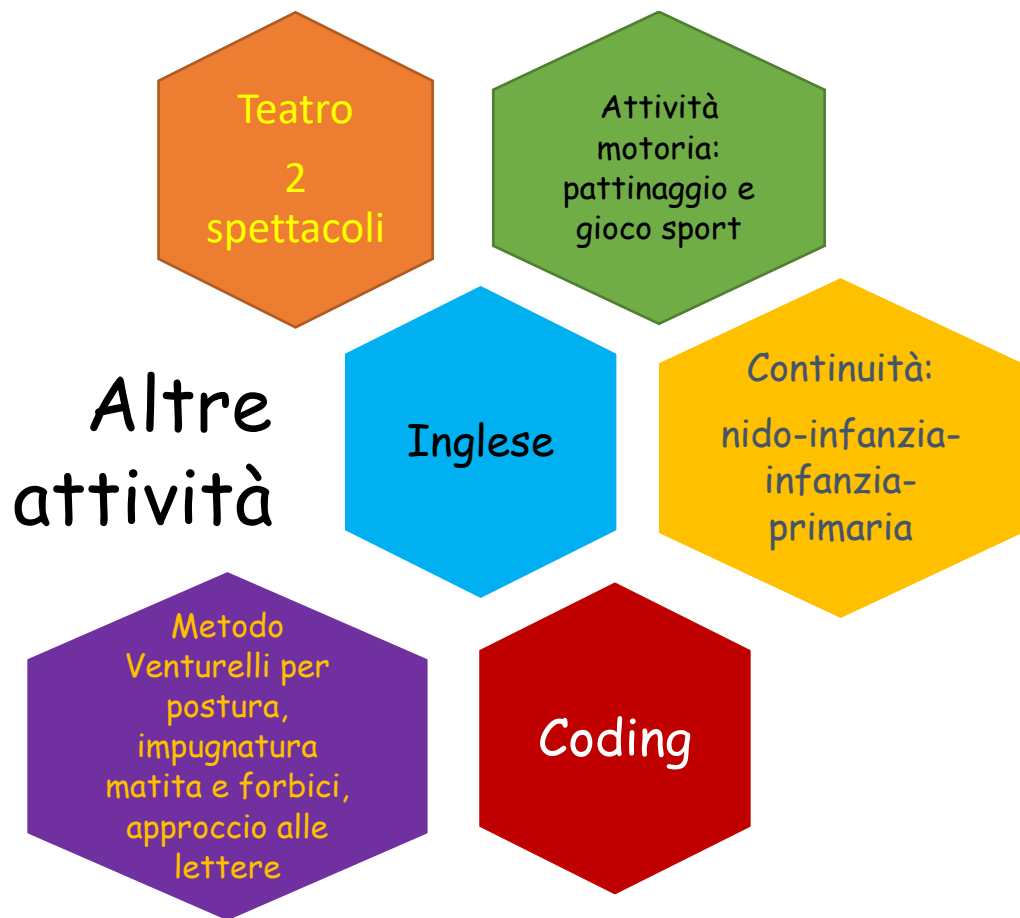 Teatro
2
spettacoli
Attività
motoria:
pattinaggio e
gioco sport
Altre
attività
Inglese
Continuità:
nido-infanzia-
infanzia-
primaria
Metodo
Venturelli per
postura,
impugnatura
matita e forbici,
approccio alle
lettere
Coding